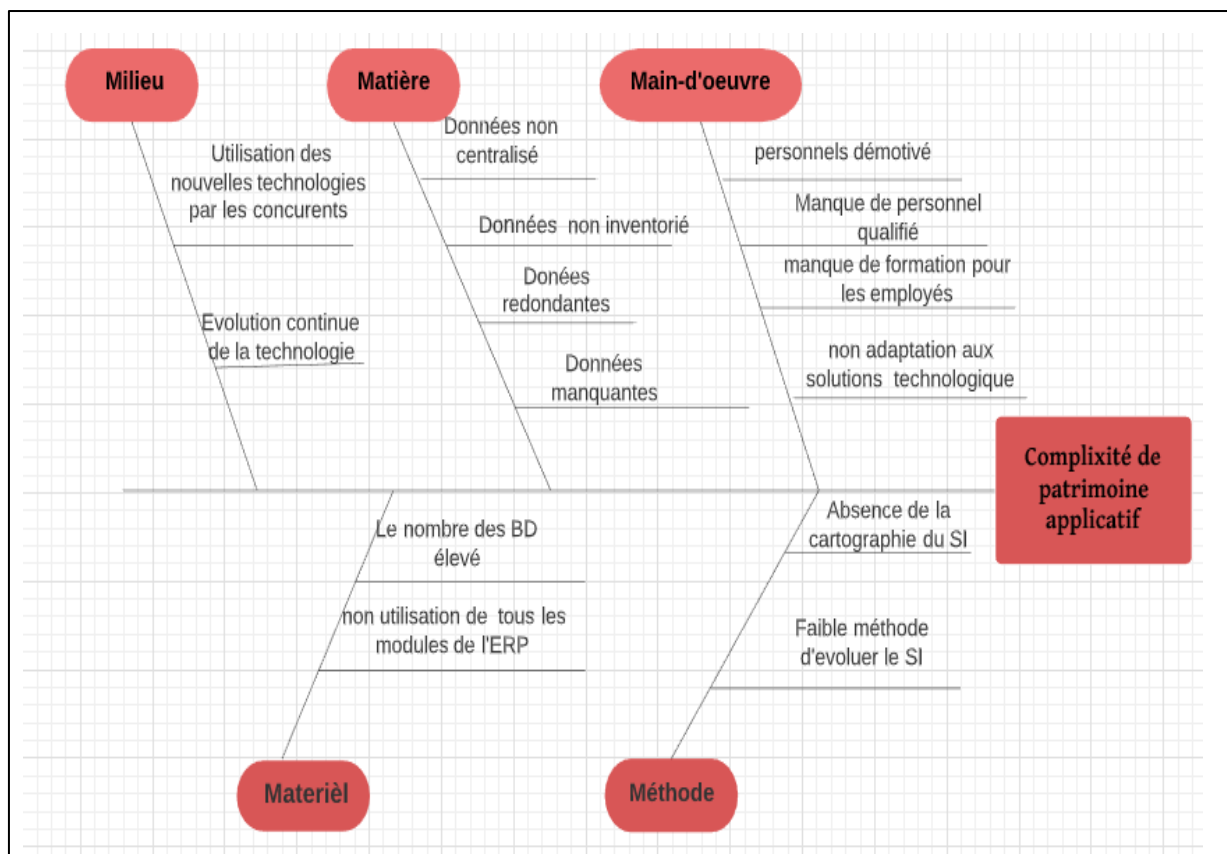 Milieu
Matière
Main-d'oeuvre
Utilisation des
nouvelles technologies
par les concurents
Evolution continue
de la technologie
Données non
centralisé
Données non inventorié
Donées
redondantes
Données
manquantes
personnels démotivé
Manque de personnel
qualifié
manque de formation pour
les employés
non adaptation aux
solutions technologique
Complixité de
patrimoine
applicatif
Le nombre des BD
élevé
non utilisation de tous les
modules de l'ERP
Absence de la
cartographie du SI
Faible méthode
d'evoluer le SI
Materièl
Méthode